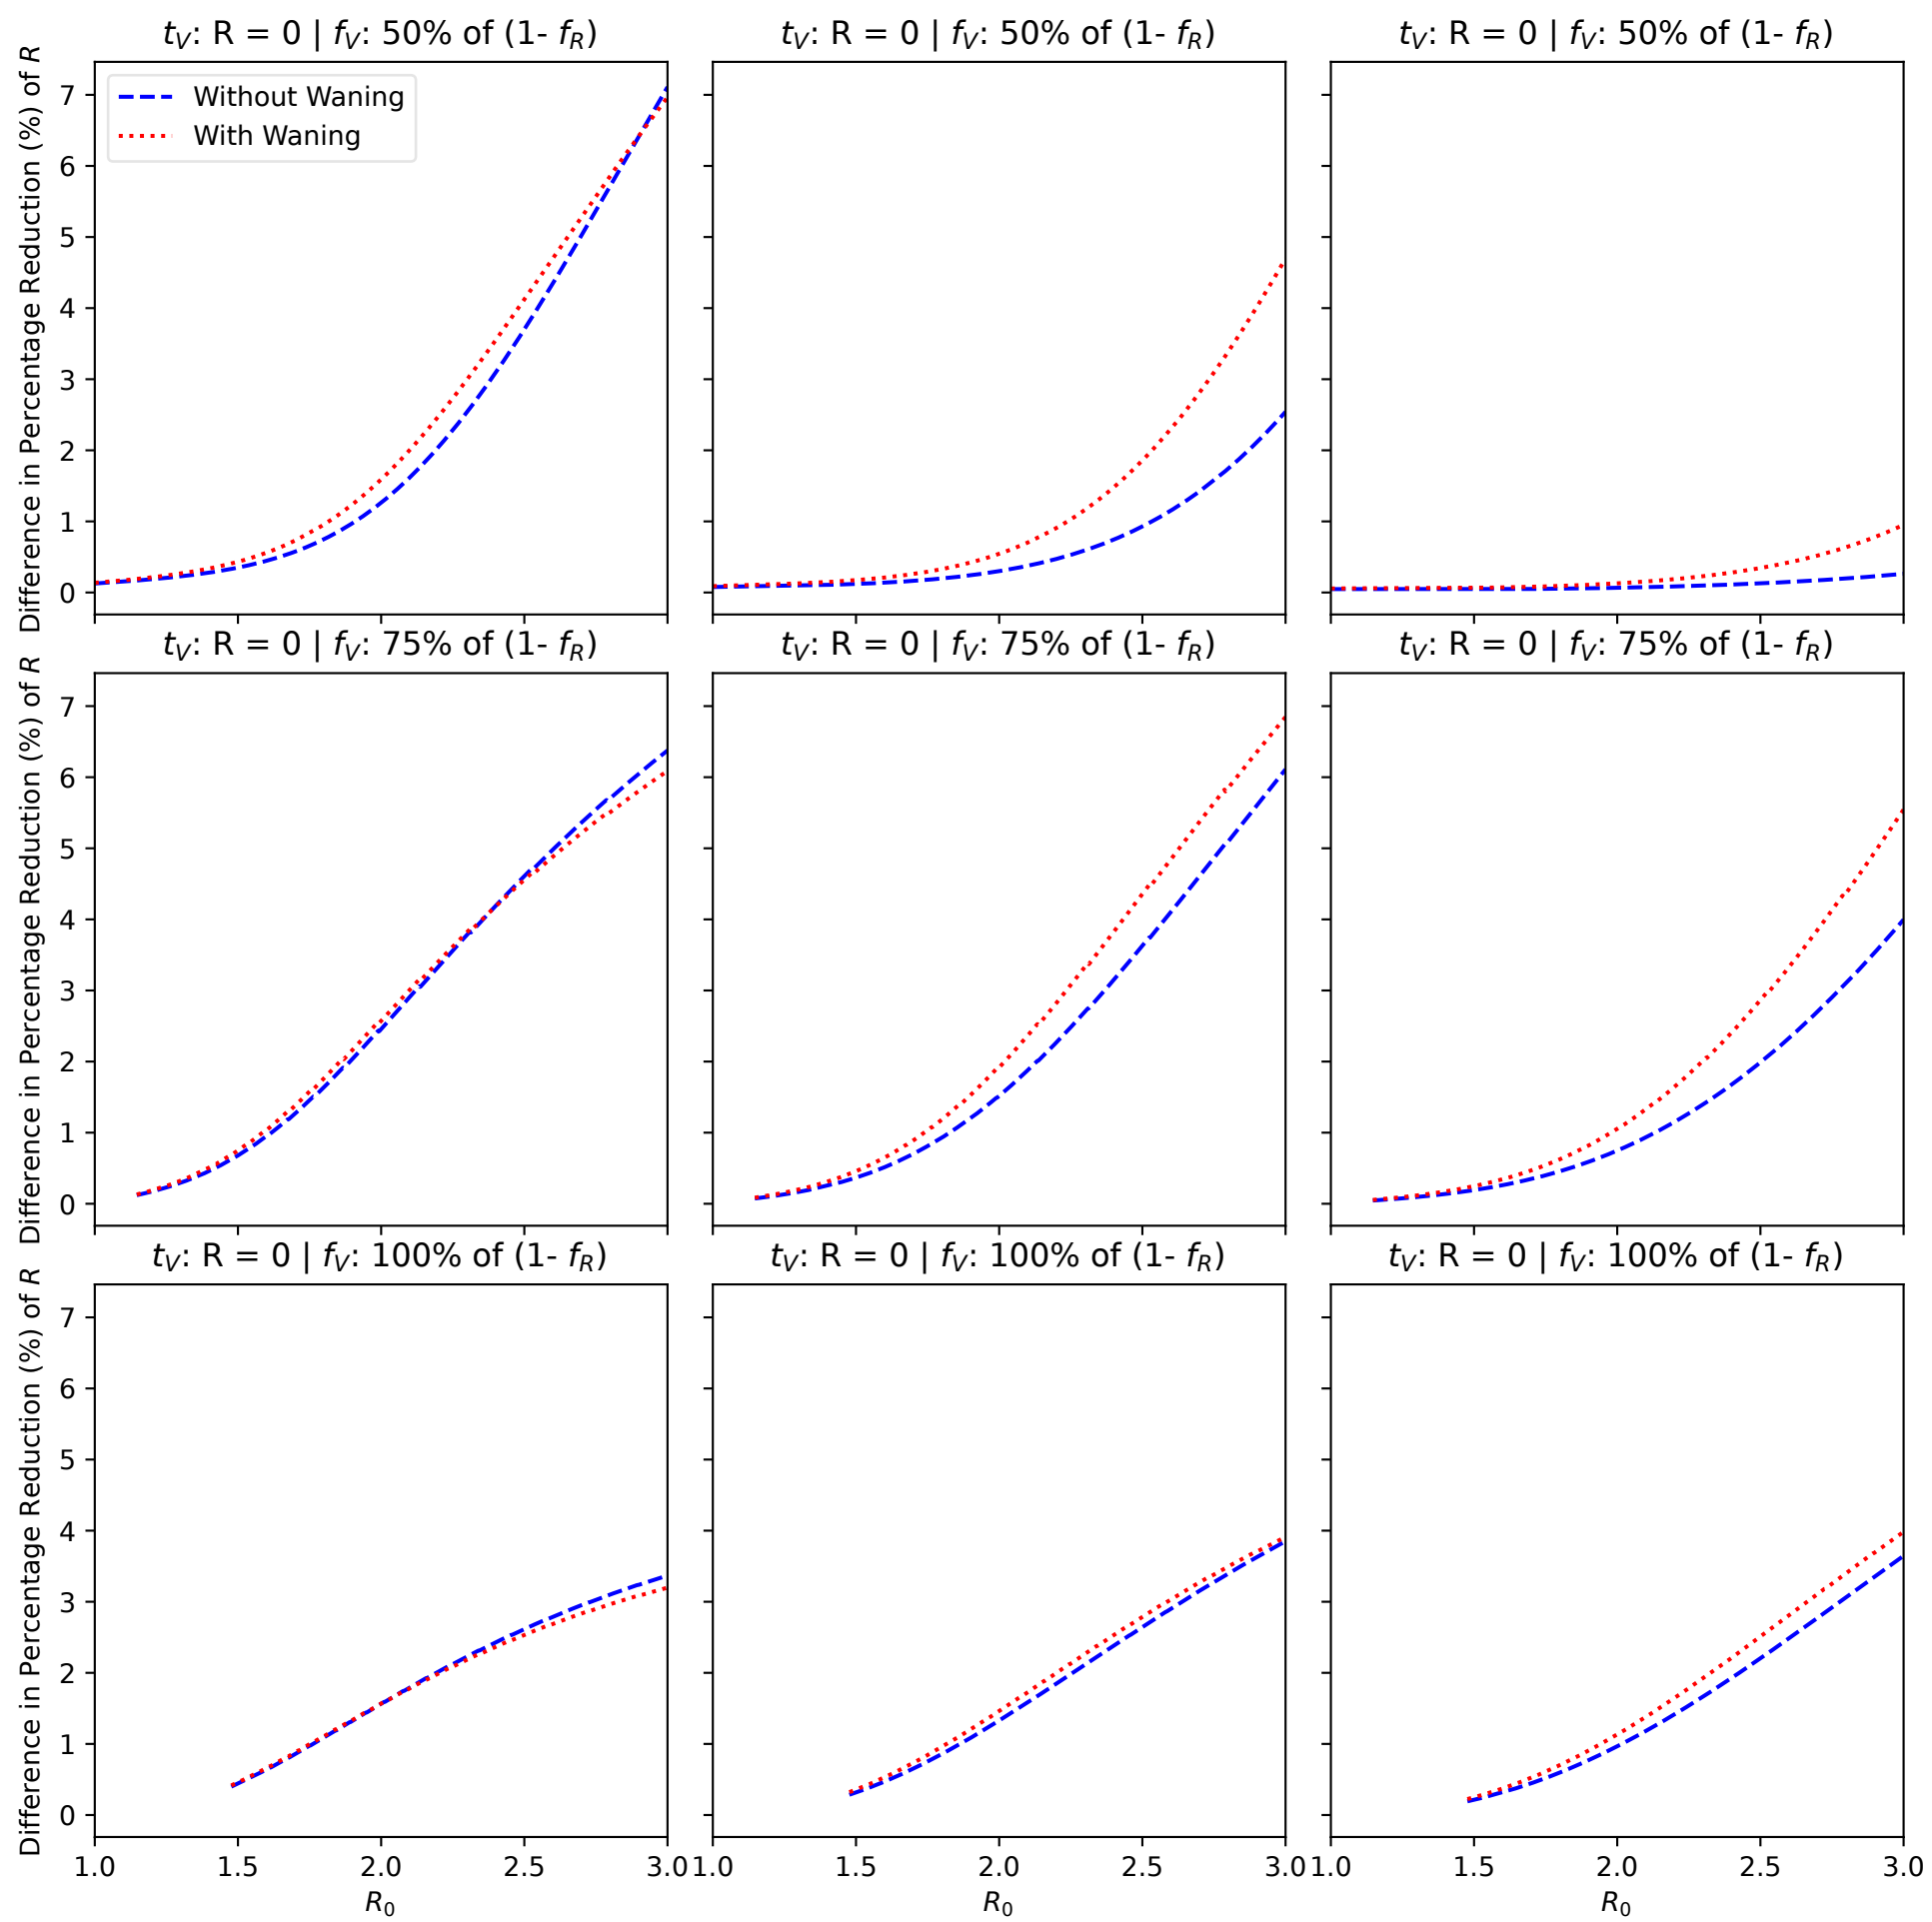 t_V: R = 0 | f_V: 50% of (1- f_R)
t_V: R = 0 | f_V: 50% of (1- f_R)
t_V: R = 0 | f_V: 50% of (1- f_R)
Difference in Percentage Reduction (%) of R
Without Waning
With Waning
7
6
5
4
3
2
1
0
t_V: R = 0 | f_V: 75% of (1- f_R)
t_V: R = 0 | f_V: 75% of (1- f_R)
t_V: R = 0 | f_V: 75% of (1- f_R)
Difference in Percentage Reduction (%) of R
7
6
5
4
3
2
1
0
t_V: R = 0 | f_V: 100% of (1- f_R)
t_V: R = 0 | f_V: 100% of (1- f_R)
t_V: R = 0 | f_V: 100% of (1- f_R)
Difference in Percentage Reduction (%) of R
7
6
5
4
3
2
1
0
1.0 1.5 2.0 2.5 3.0
1.0 1.5 2.0 2.5 3.0
1.0 1.5 2.0 2.5 3.0
R_0
R_0
R_0